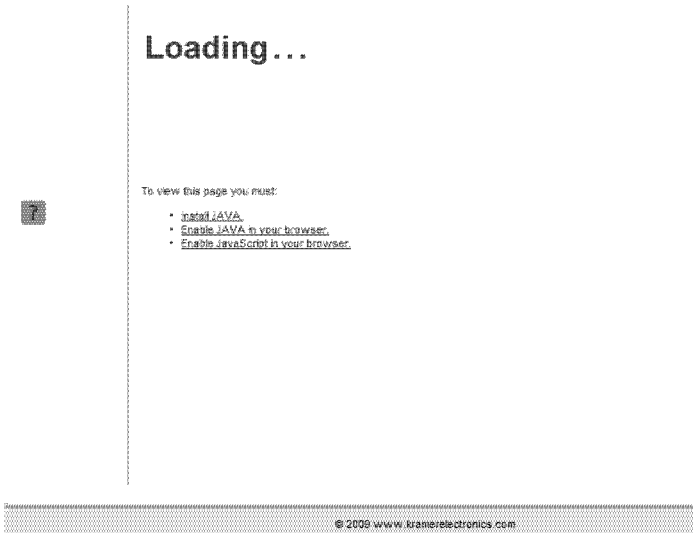 Loading...
To view this page you must:
?
• Install JAVA.
• Enable JAVA in your browser.
• Enable JavaScript in your browser.
© 2009 www.kramerelectronics.com